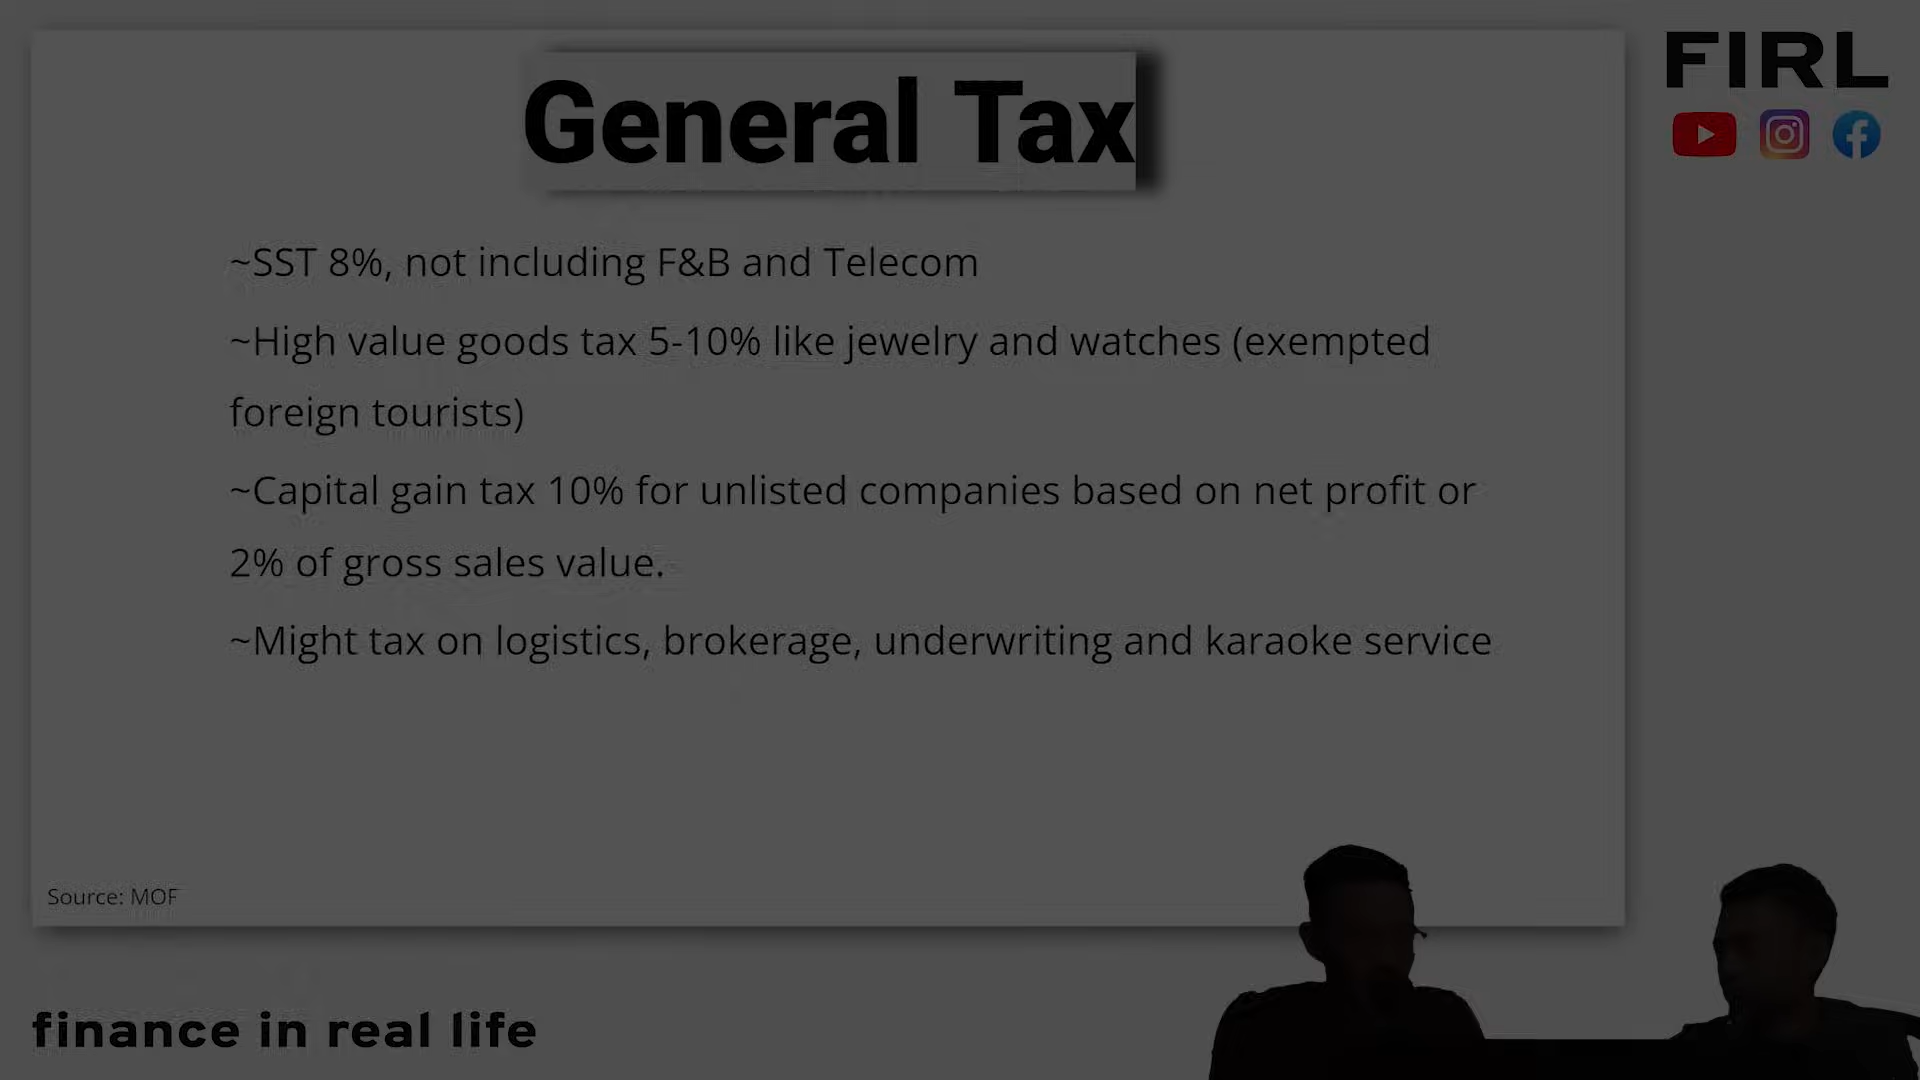 FIRL
General Tax
~SST 8%, not including F&B and Telecom
~High value goods tax 5-10% like jewelry and watches (exempted
foreign tourists)
~Capital gain tax 10% for unlisted companies based on net profit or
2% of gross sales value.
~Might tax on logistics, brokerage, underwriting and karaoke service
Source: MOF
finance in real life